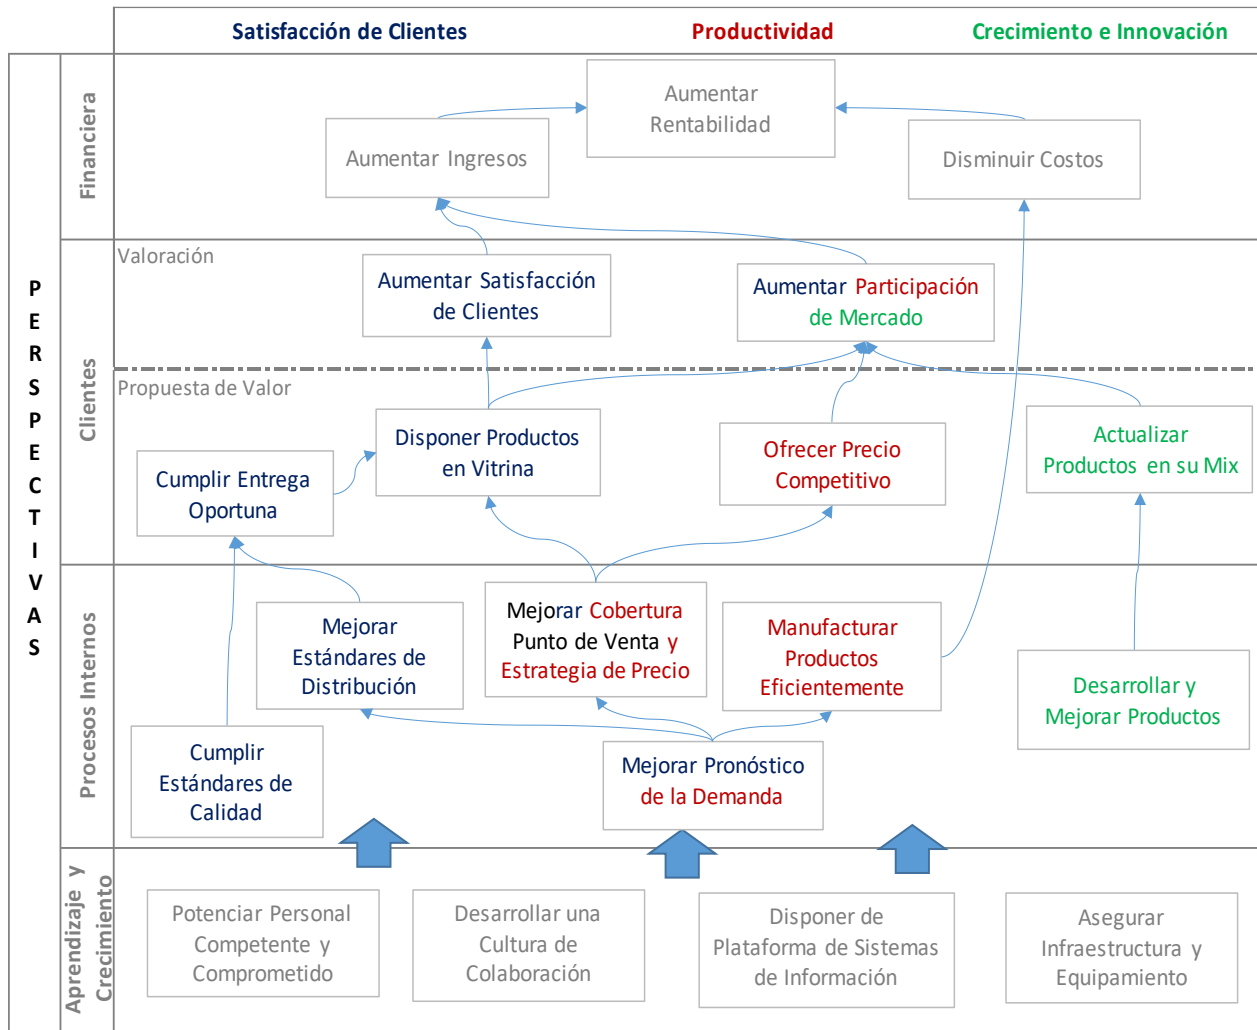 Satisfacción de Clientes
Productividad
Crecimiento e Innovación
PERSPECTIVAS
Financiera
Aumentar
Rentabilidad
Aumentar Ingresos
Disminuir Costos
Clientes
Valoración
Aumentar Satisfacción
de Clientes
Aumentar Participación
de Mercado
Propuesta de Valor
Disponer Productos
en Vitrina
Ofrecer Precio
Competitivo
Actualizar
Productos en su Mix
Cumplir Entrega
Oportuna
Procesos Internos
Mejorar
Estándares de
Distribución
Mejorar Cobertura
Punto de Venta y
Estrategia de Precio
Manufacturar
Productos
Eficientemente
Desarrollar y
Mejorar Productos
Cumplir
Estándares de
Calidad
Mejorar Pronóstico
de la Demanda
Aprendizaje y
Crecimiento
Potenciar Personal
Competente y
Comprometido
Desarrollar una
Cultura de
Colaboración
Disponer de
Plataforma de Sistemas
de Información
Asegurar
Infraestructura y
Equipamiento